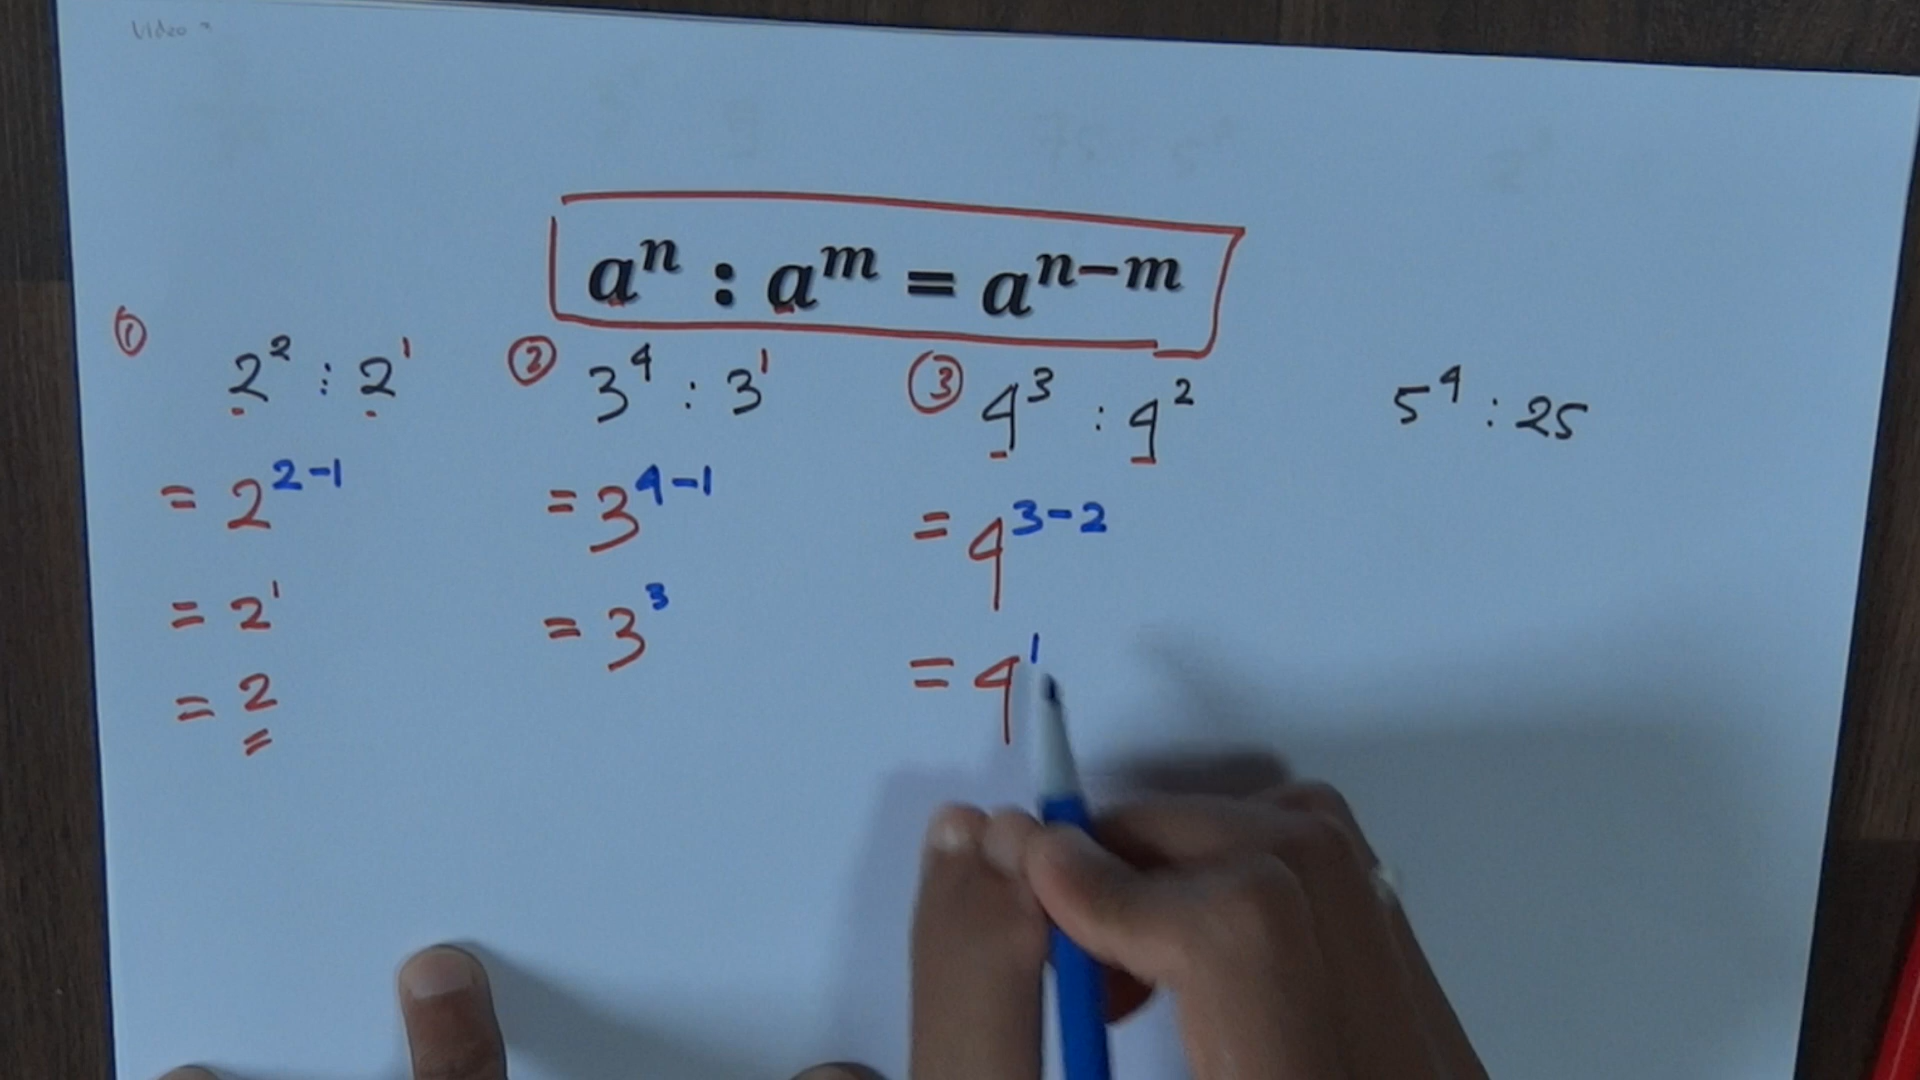 Video
aⁿ : aᵐ = aⁿ⁻ᵐ
① 2² : 2¹
= 2²⁻¹
= 2¹
= 2
② 3⁴ : 3¹
= 3⁴⁻¹
= 3³
③ 4³ : 4²
= 4³⁻²
= 4¹
5⁴ : 25